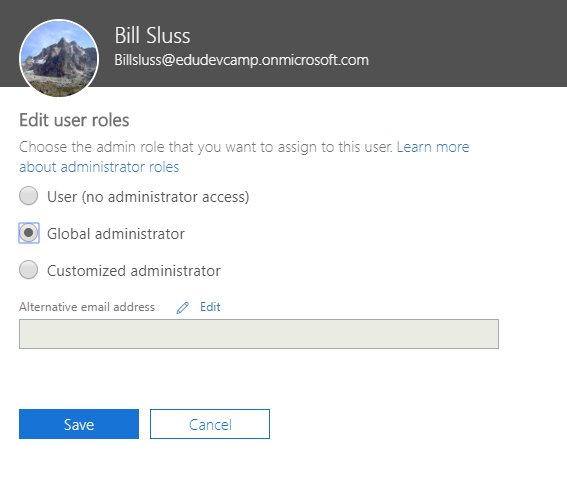 Bill Sluss
Billsluss@edudevcamp.onmicrosoft.com
Edit user roles
Choose the admin role that you want to assign to this user. Learn more
about administrator roles
User (no administrator access)
Global administrator
Customized administrator
Alternative email address Edit
Save Cancel